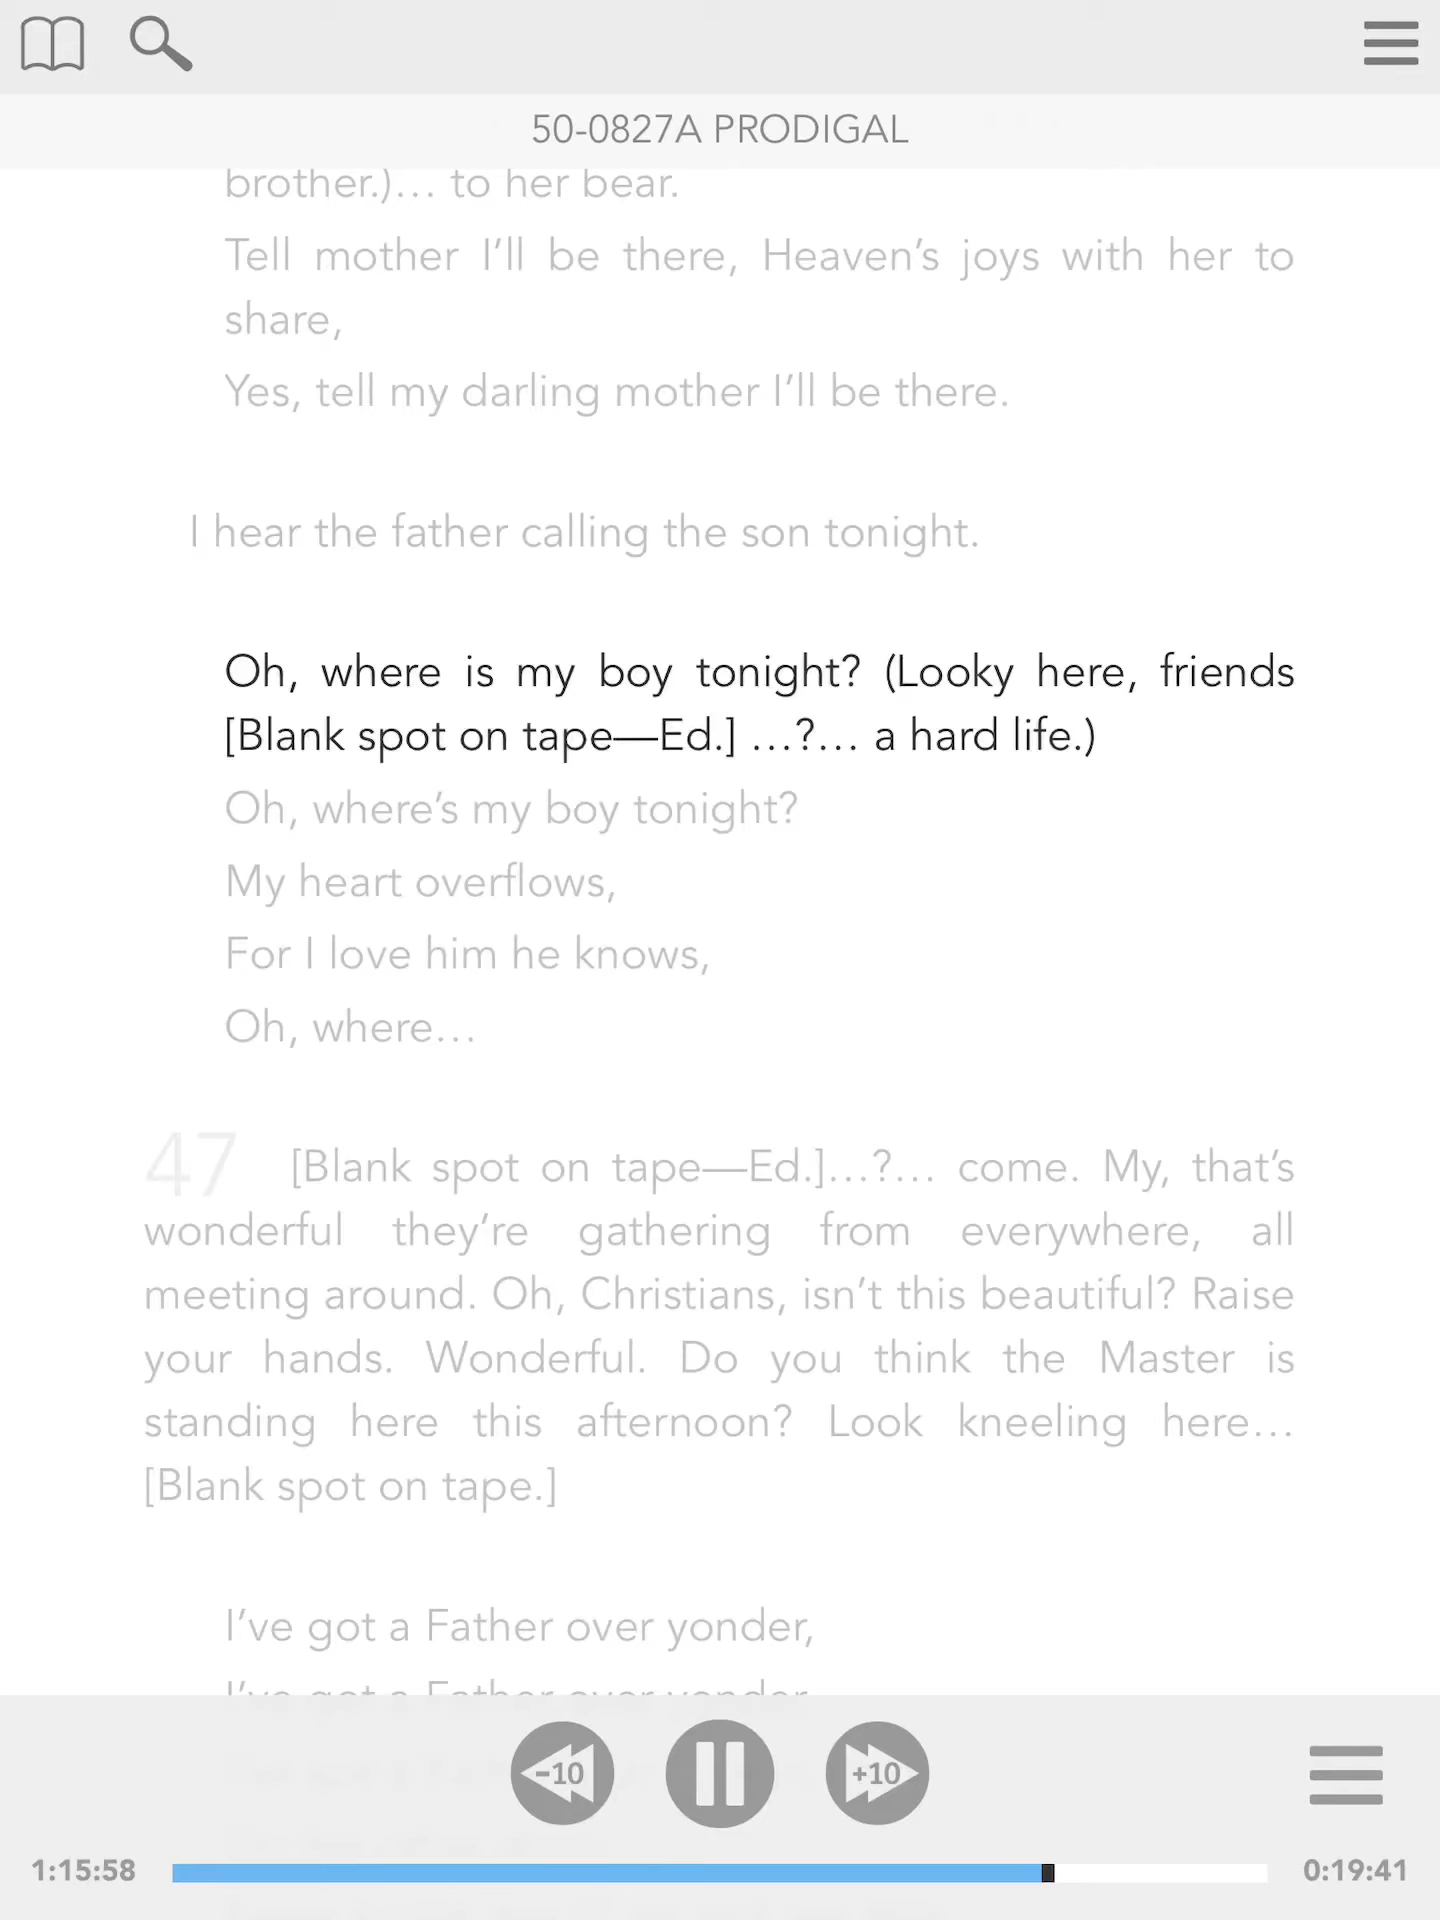 50-0827A PRODIGAL
brother.)… to her bear.
Tell mother I’ll be there, Heaven’s joys with her to
share,
Yes, tell my darling mother I’ll be there.
I hear the father calling the son tonight.
Oh, where is my boy tonight? (Looky here, friends
[Blank spot on tape—Ed.] …?… a hard life.)
Oh, where’s my boy tonight?
My heart overflows,
For I love him he knows,
Oh, where…
47 [Blank spot on tape—Ed.]…?… come. My, that’s
wonderful they’re gathering from everywhere, all
meeting around. Oh, Christians, isn’t this beautiful? Raise
your hands. Wonderful. Do you think the Master is
standing here this afternoon? Look kneeling here…
[Blank spot on tape.]
I’ve got a Father over yonder,
I’ve got a Father over yonder,
-10 +10
1:15:58 0:19:41